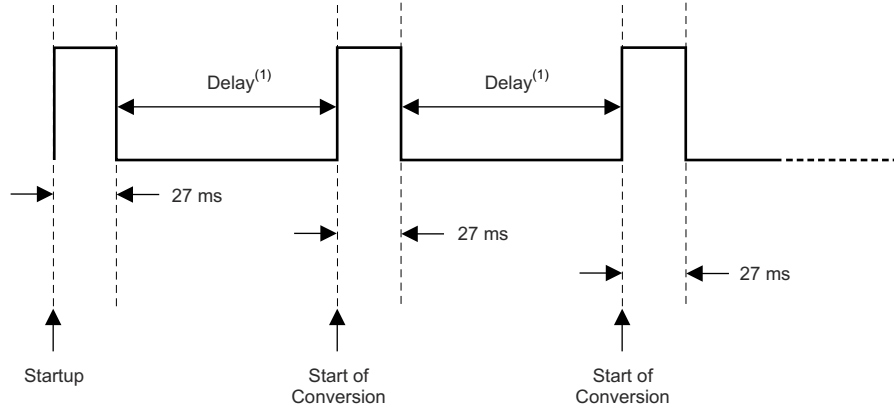 Delay(1)
Delay(1)
27 ms
27 ms
27 ms
Startup
Start of
Conversion
Start of
Conversion